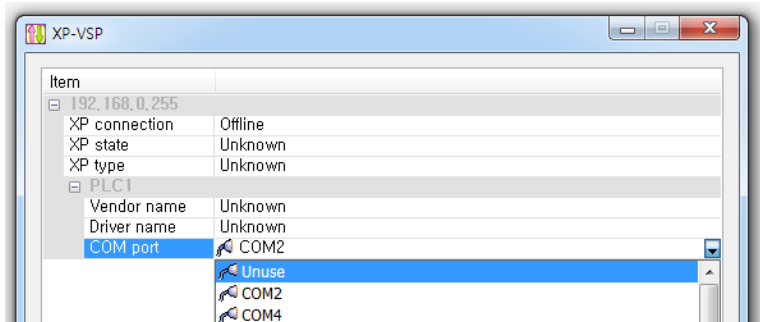 XP-VSP
Item
192,168,0,255
XP connection Offline
XP state Unknown
XP type Unknown
PLC1
Vendor name Unknown
Driver name Unknown
COM port COM2
Unuse
COM2
COM4